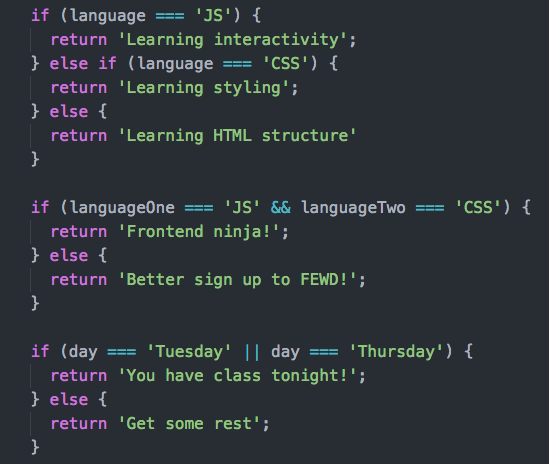 if (language === 'JS') {
  return 'Learning interactivity';
} else if (language === 'CSS') {
  return 'Learning styling';
} else {
  return 'Learning HTML structure'
}

if (languageOne === 'JS' && languageTwo === 'CSS') {
  return 'Frontend ninja!';
} else {
  return 'Better sign up to FEWD!';
}

if (day === 'Tuesday' || day === 'Thursday') {
  return 'You have class tonight!';
} else {
  return 'Get some rest';
}